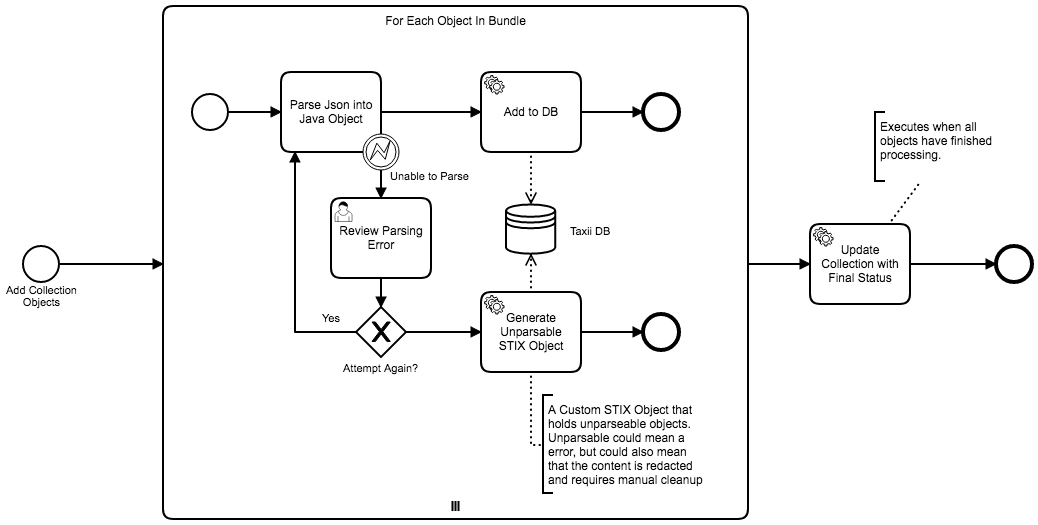 For Each Object In Bundle
Parse Json into
Java Object
Add to DB
Unable to Parse
Executes when all
objects have finished
processing.
Review Parsing
Error
Taxii DB
Add Collection
Objects
Update
Collection with
Final Status
Yes
Attempt Again?
Generate
Unparsable
STIX Object
A Custom STIX Object that
holds unparseable objects.
Unparsable could mean a
error, but could also mean
that the content is redacted
and requires manual cleanup